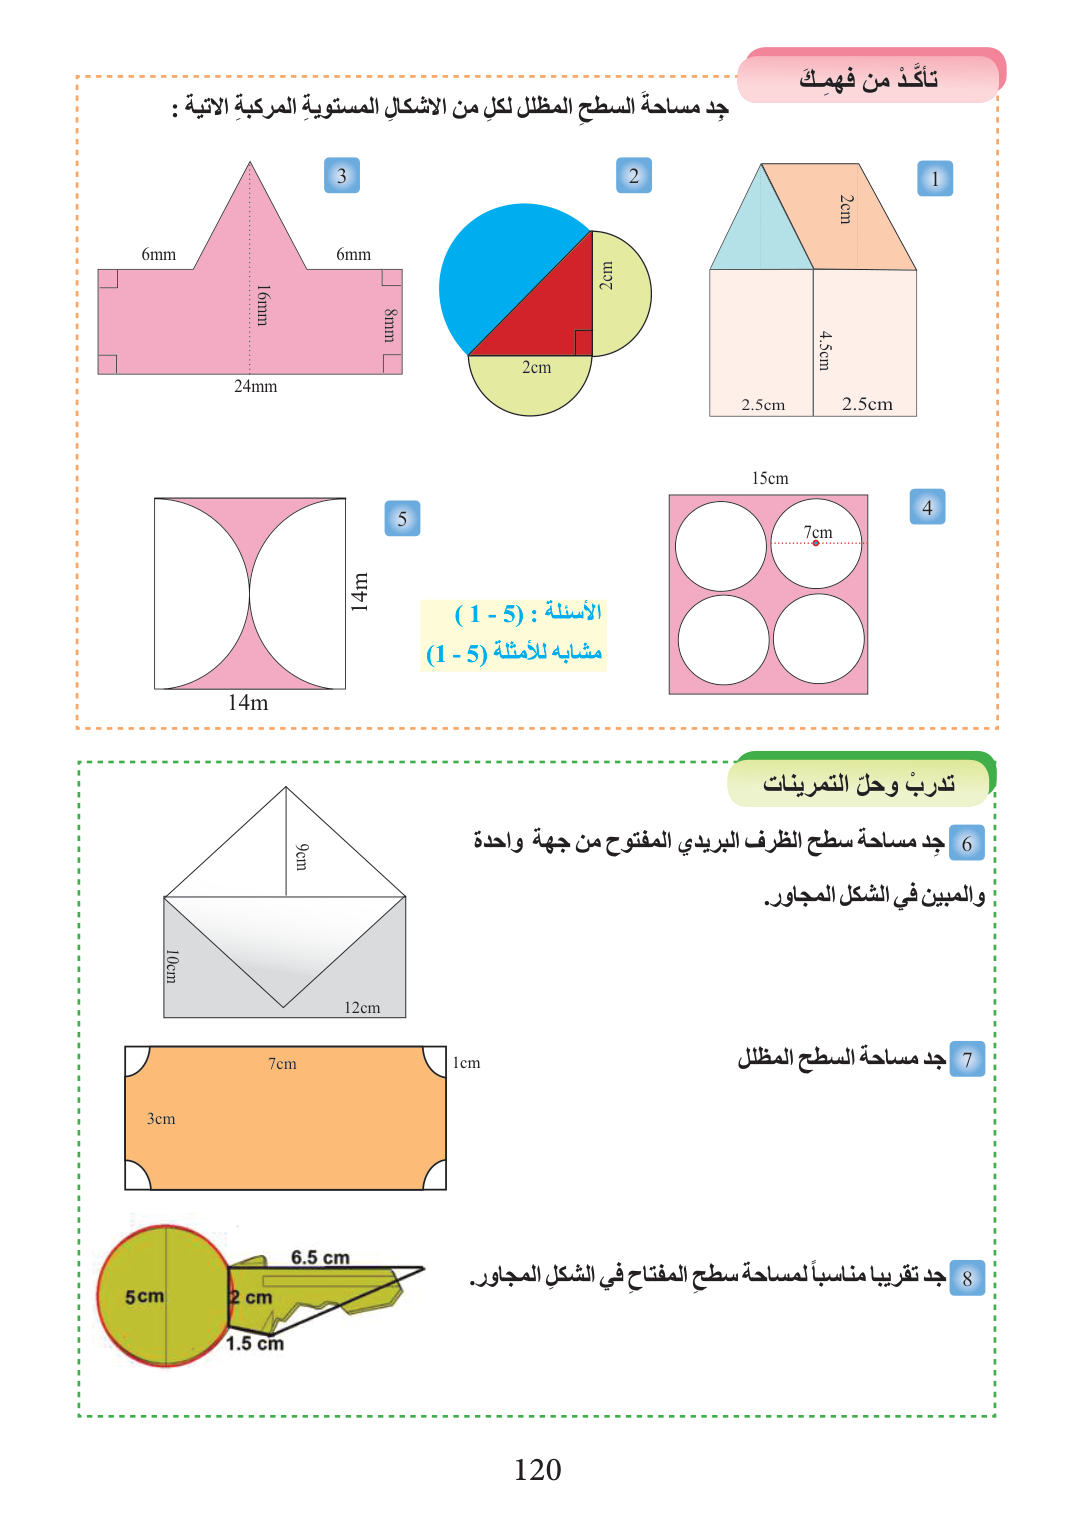 تأكَّـدْ من فهمِـكَ
جِد مساحةَ السطحِ المظلل لكلِ من الاشكالِ المستويةِ المركبةِ الاتية :
1
2cm
4.5cm
2.5cm
2.5cm
2
2cm
2cm
3
6mm
6mm
16mm
8mm
24mm
4
15cm
7cm
5
14m
14m
الأسئلة : (5 - 1 )
مشابه للأمثلة (5 - 1)
تدربْ وحلّ التمرينات
6 جِد مساحة سطح الظرف البريدي المفتوح من جهة واحدة
والمبين في الشكل المجاور.
9cm
10cm
12cm
7 جد مساحة السطح المظلل
7cm
1cm
3cm
8 جد تقريبا مناسباً لمساحة سطحِ المفتاحِ في الشكلِ المجاور.
6.5 cm
5cm
2 cm
1.5 cm
120